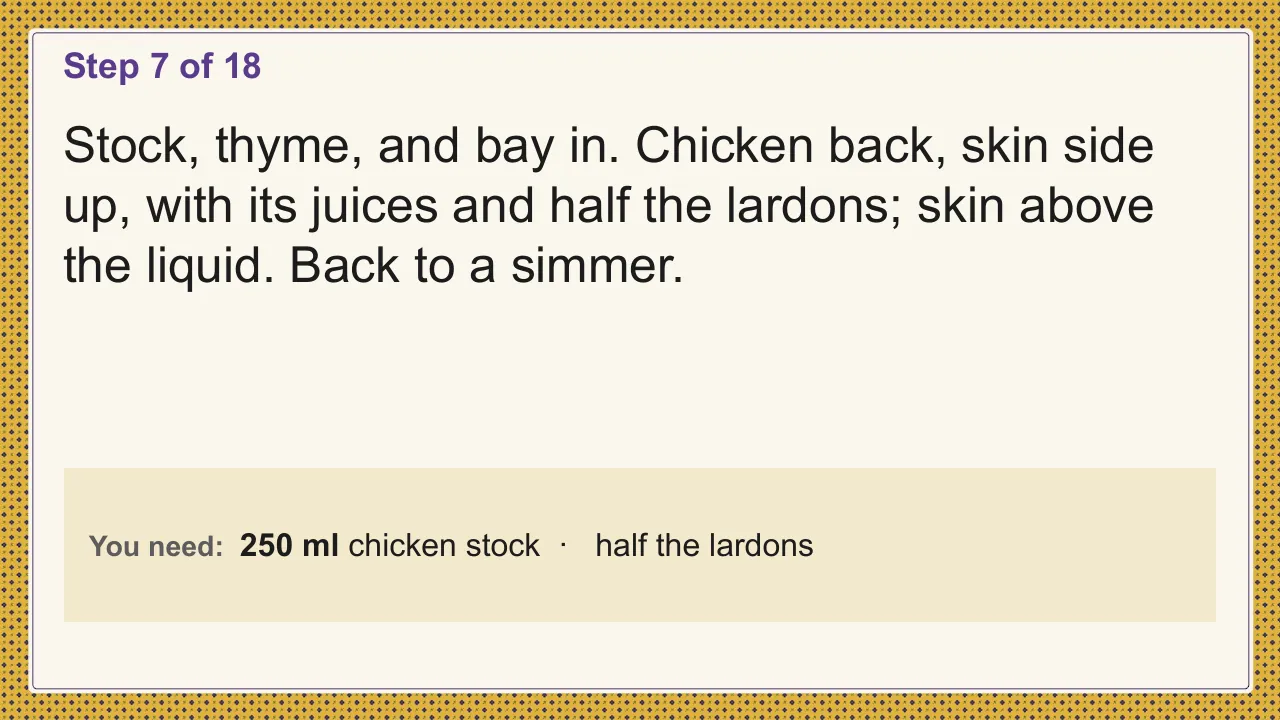 Step 7 of 18
Stock, thyme, and bay in. Chicken back, skin side
up, with its juices and half the lardons; skin above
the liquid. Back to a simmer.
You need: 250 ml chicken stock · half the lardons